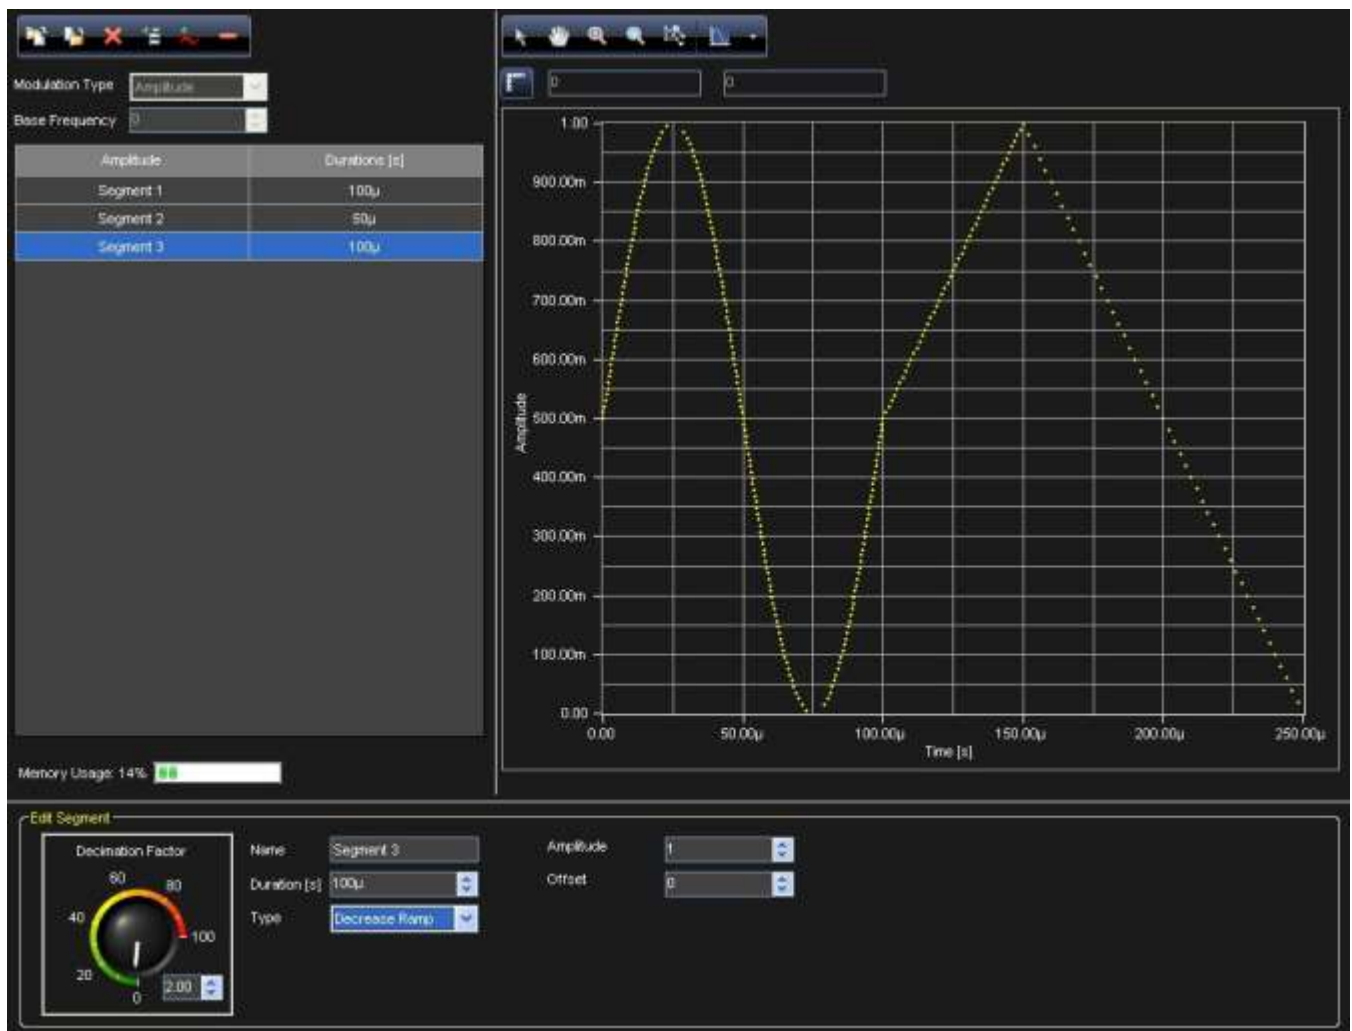 Modulation Type Amplitude
Base Frequency 0
Amplitude Durations [s]
Segment 1 100µ
Segment 2 50µ
Segment 3 100µ
Memory Usage: 14%
0 0
1.00
900.00m
800.00m
700.00m
600.00m
500.00m
400.00m
300.00m
200.00m
100.00m
0.00
Amplitude
0.00 50.00µ 100.00µ 150.00µ 200.00µ 250.00µ
Time [s]
Edit Segment
Decimation Factor
0 20 40 60 80 100
2.00
Name Segment 3
Duration [s] 100µ
Type Decrease Ramp
Amplitude 1
Offset 0